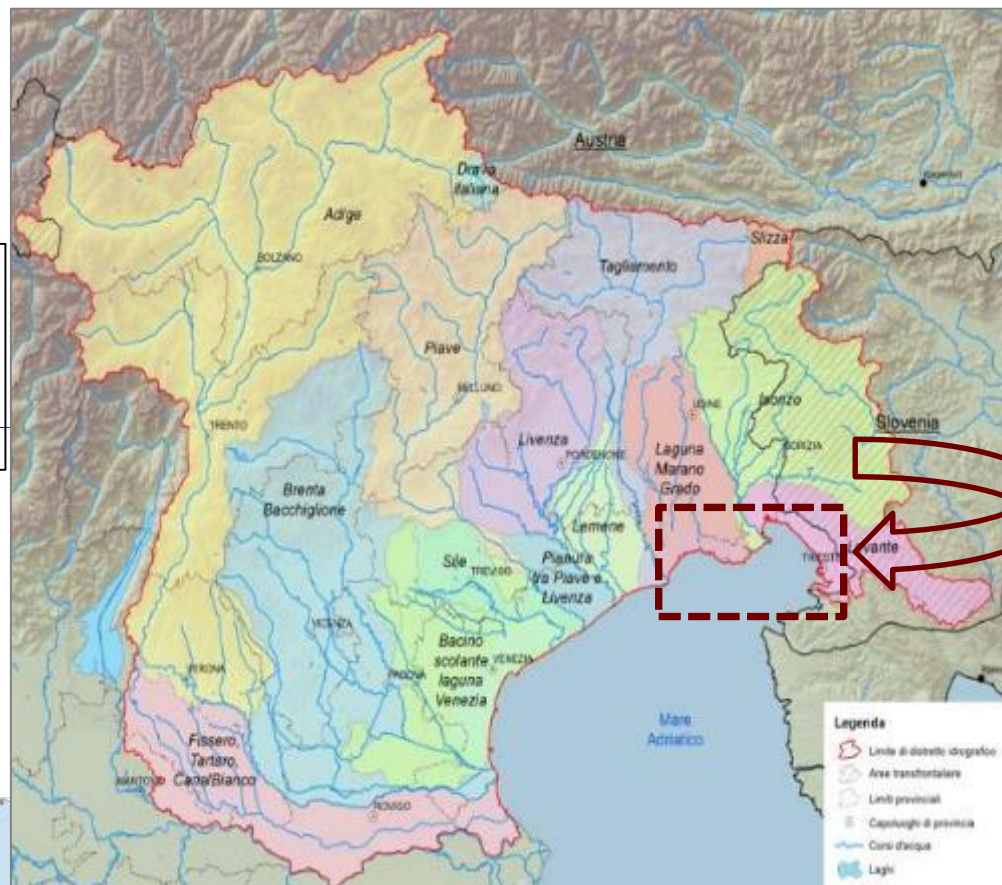 Austria
Drava
italiana
Adige
Slizza
BOLZANO
Tagliamento
Piave
BELLUNO
UDINE
Isonzo
Slovenia
TRENTO
GORIZIA
Livenza
PORDENONE
Laguna
Marano
Grado
Brenta
Bacchiglione
Lemene
vante
TRIESTE
Sile
TREVISO
Pianura
tra Piave e
Livenza
VICENZA
Bacino
scolante
laguna
Venezia
VENEZIA
PADOVA
VERONA
Mare
Adriatico
Fissero,
Tartaro,
CanalBianco
MANTOVA
ROVIGO
Legenda
Limite di distretto idrografico
Aree transfrontaliere
Limiti provinciali
Capoluoghi di provincia
Corsi d'acqua
Laghi